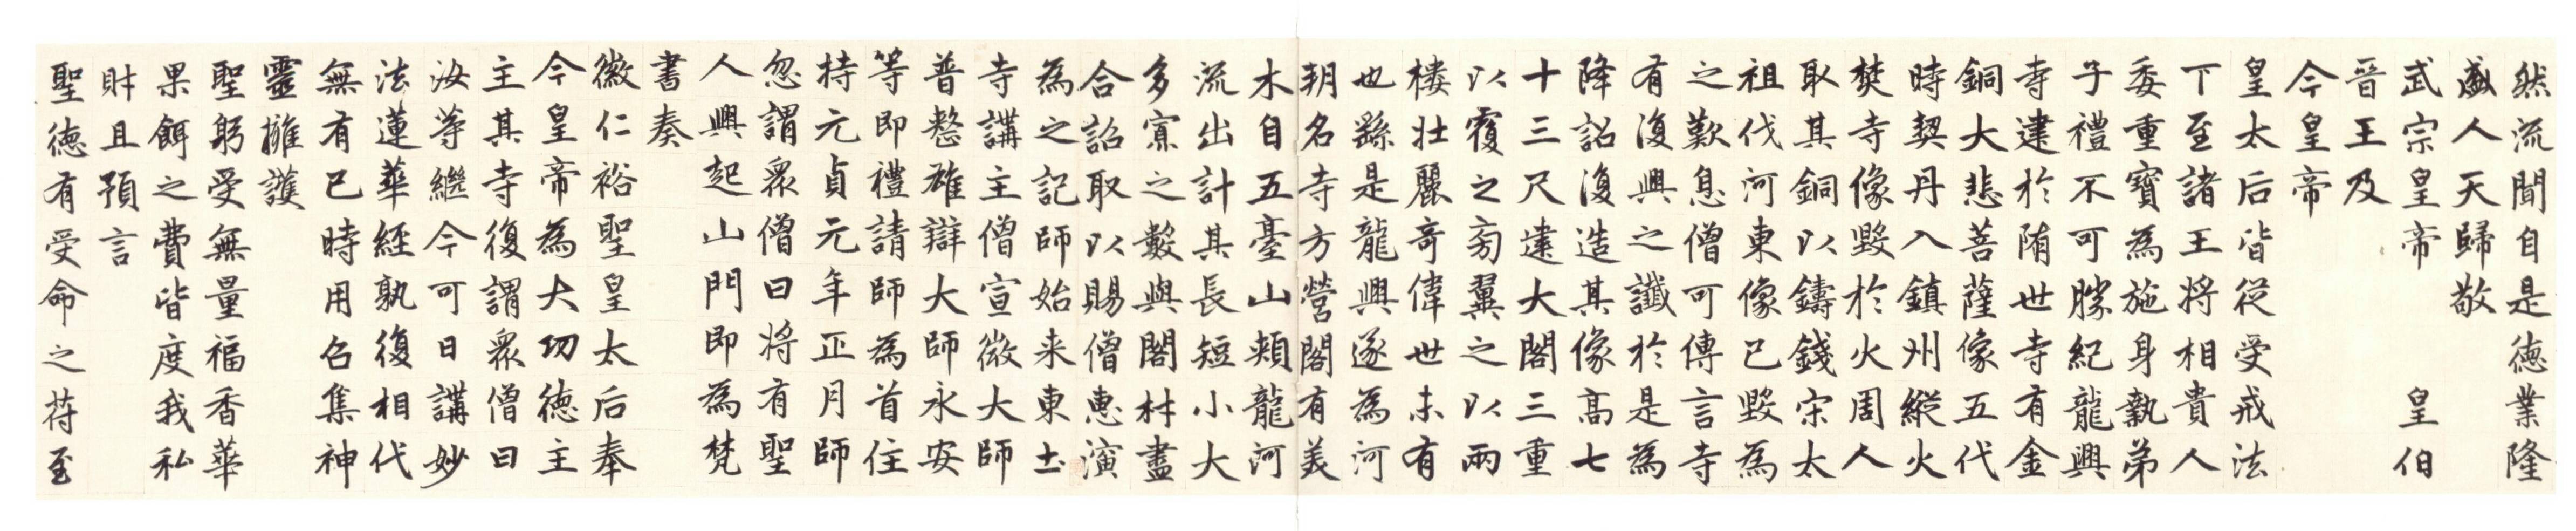 然流聞自是德業隆
盛人天歸敬
武宗皇帝 皇伯
晉王及
今皇帝
皇太后皆從受戒法
下至諸王將相貴人
委重寶為施身執弟
子禮不可勝紀龍興
寺建於隋世寺有金
銅大悲菩薩像五代
時契丹入鎮州縱火
焚寺像毀於火周人
取其銅以鑄錢宋太
祖伐河東像已毀為
之歎息僧可傳言寺
有復興之讖於是為
降詔復造其像高七
十三尺建大閣三重
以覆之旁翼之以兩
樓壯麗奇偉世未有
也繇是龍興遂為河
朔名寺方營閣有美
木自五臺山頰龍河
流出計其長短小大
多寡之數與閣材盡
合詔取以賜僧惠演
為之記師始来東土
寺講主僧宣微大師
普整雄辯大師永安
等即禮請師為首住
持元貞元年正月師
忽謂眾僧曰將有聖
人興起山門即為梵
書奏
徽仁裕聖皇太后奉
今皇帝為大功德主
主其寺復謂眾僧曰
汝等繼今可日講妙
法蓮華經孰復相代
無有已時用召集神
靈擁護
聖躬受無量福香華
果餌之費皆度我私
財且預言
聖德有受命之符至